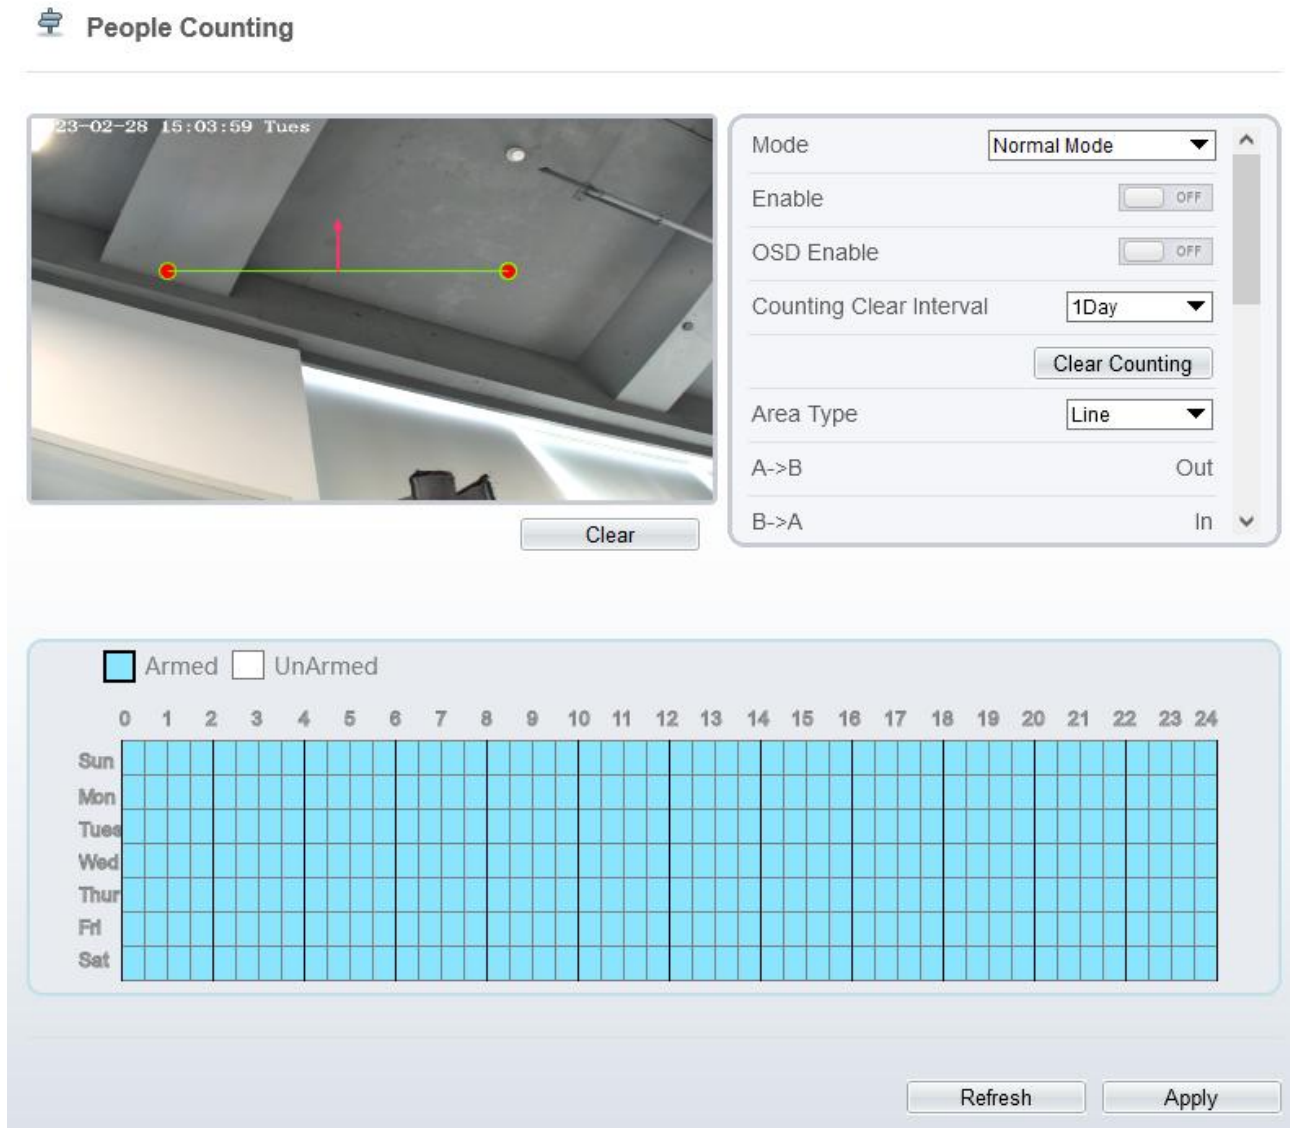 People Counting
23-02-28 15:03:59 Tues
Mode Normal Mode
Enable OFF
OSD Enable OFF
Counting Clear Interval 1Day
Clear Counting
Area Type Line
A->B Out
B->A In
Clear
Armed UnArmed
0 1 2 3 4 5 6 7 8 9 10 11 12 13 14 15 16 17 18 19 20 21 22 23 24
Sun
Mon
Tues
Wed
Thur
Fri
Sat
Refresh Apply